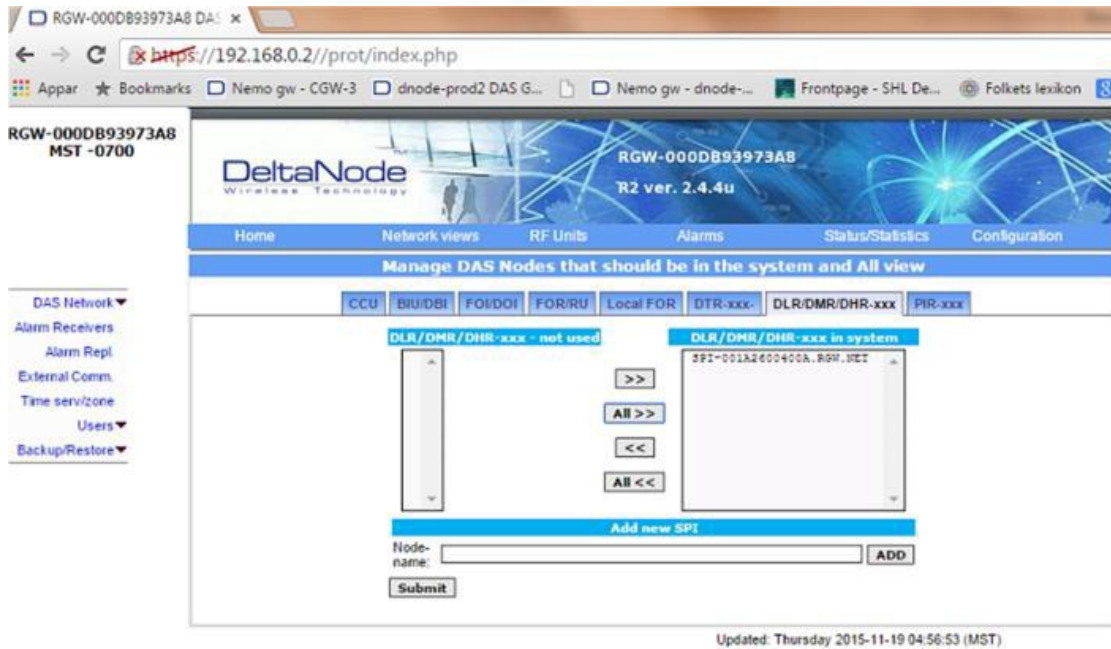 RGW-000DB93973A8 DAS
https://192.168.0.2//prot/index.php
Appar Bookmarks Nemo gw - CGW-3 dnode-prod2 DAS G... Nemo gw - dnode-... Frontpage - SHL De... Folkets lexikon
RGW-000DB93973A8
MST -0700
DeltaNode™
Wireless Technology
RGW-000DB93973A8
R2 ver. 2.4.4u
Home Network views RF Units Alarms Status/Statistics Configuration
Manage DAS Nodes that should be in the system and All view
CCU BIU/DBI FOI/DOI FOR/RU Local FOR DTR-xxx- DLR/DMR/DHR-xxx PIR-xxx
DAS Network
Alarm Receivers
Alarm Repl.
External Comm.
Time serv/zone
Users
Backup/Restore
DLR/DMR/DHR-xxx - not used
DLR/DMR/DHR-xxx in system
SPI-001A2600400A.RGW.NET
>>
All >>
<<
All <<
Add new SPI
Node-
name:
ADD
Submit
Updated: Thursday 2015-11-19 04:56:53 (MST)